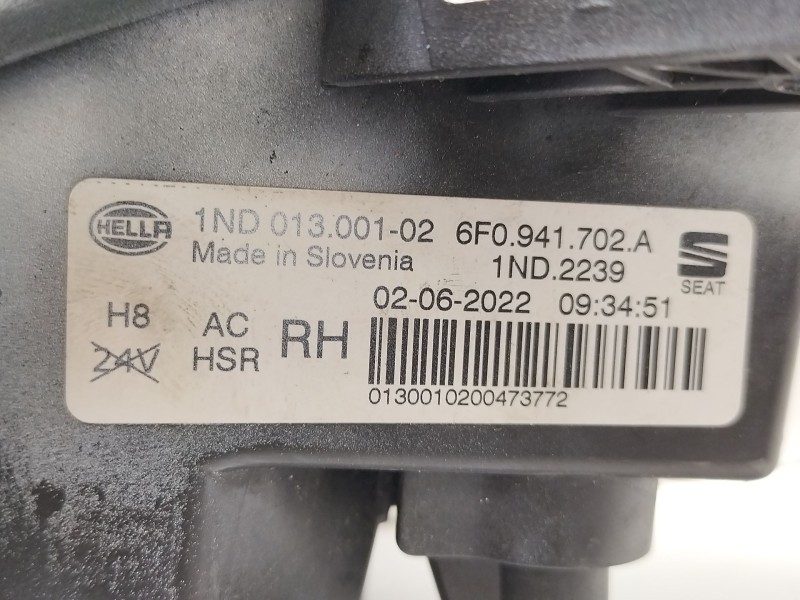 HELLA 1ND 013.001-02 6F0.941.702.A
Made in Slovenia 1ND.2239
SEAT
02-06-2022 09:34:51
H8 AC RH
24V HSR
0130010200473772